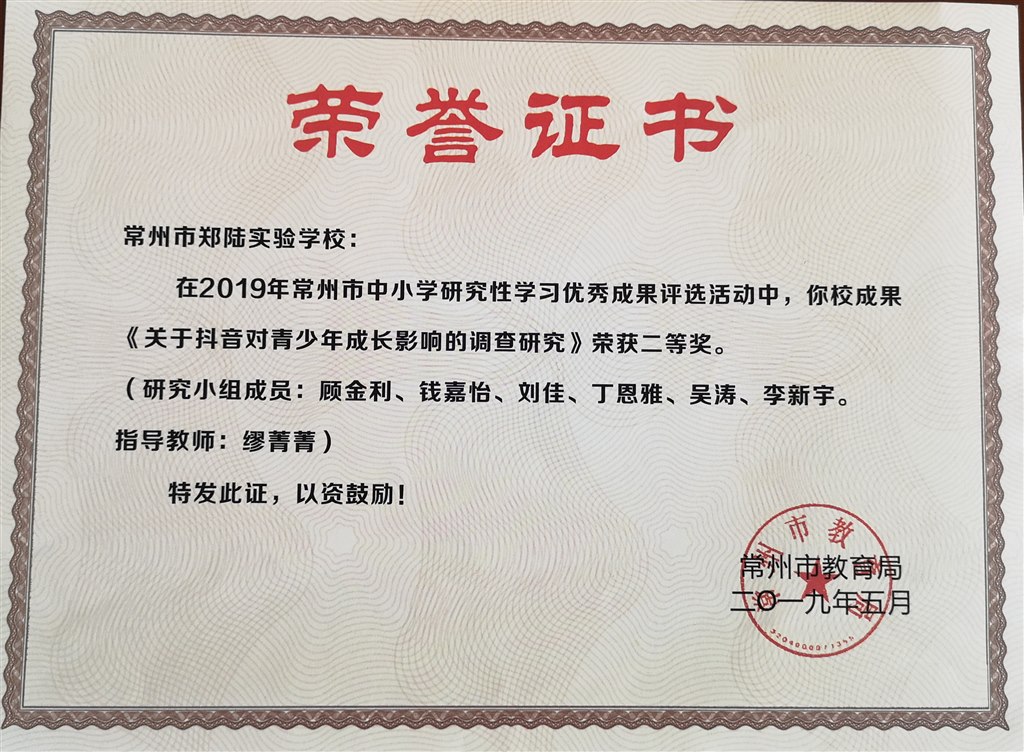 荣誉证书
常州市郑陆实验学校：
在2019年常州市中小学研究性学习优秀成果评选活动中，你校成果
《关于抖音对青少年成长影响的调查研究》荣获二等奖。
（研究小组成员：顾金利、钱嘉怡、刘佳、丁恩雅、吴涛、李新宇。
指导教师：缪菁菁）
特发此证，以资鼓励！
常州市教育局
二〇一九年五月
常州市教育局